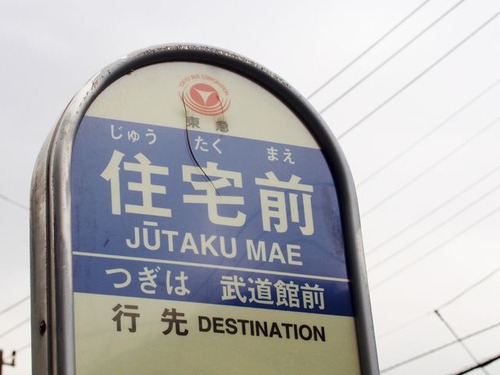 東急
じゅう たく まえ
住宅前
JŪTAKU MAE
つぎは 武道館前
行先 DESTINATION